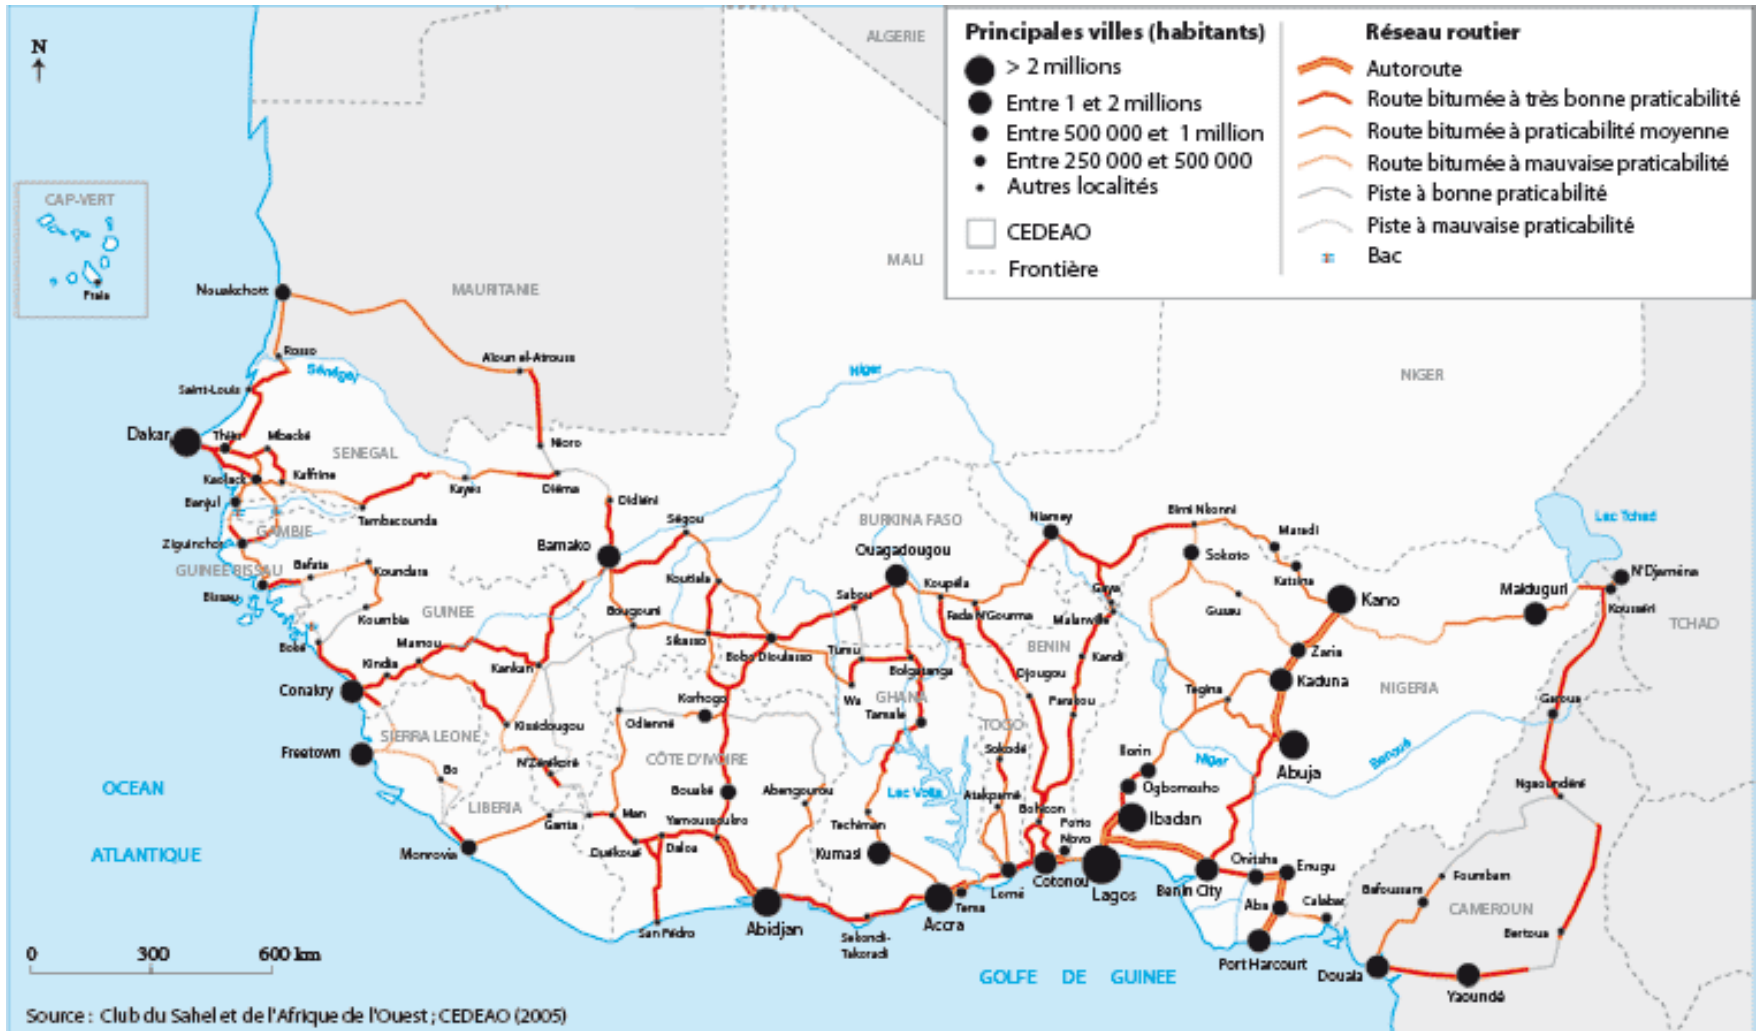 Principales villes (habitants)
> 2 millions
Entre 1 et 2 millions
Entre 500 000 et 1 million
Entre 250 000 et 500 000
Autres localités
CEDEAO
Frontière
Réseau routier
Autoroute
Route bitumée à très bonne praticabilité
Route bitumée à praticabilité moyenne
Route bitumée à mauvaise praticabilité
Piste à bonne praticabilité
Piste à mauvaise praticabilité
Bac
N
ALGERIE
CAP-VERT
Praia
MALI
MAURITANIE
Nouakchott
Rosso
Aïoun el-Atrouss
Sénégal
Saint-Louis
Niger
NIGER
Dakar
Thiès
Mbacké
SENEGAL
Nioro
Kaolack
Kaffrine
Kayes
Diéma
Didiéni
Banjul
Tambacounda
GAMBIE
Ségou
BURKINA FASO
Niamey
Birni Nkonni
Maradi
Lac Tchad
Ziguinchor
Bamako
Ouagadougou
Sokoto
GUINEE BISSAU
Bafata
Koundara
Koutiala
Koupéla
Gaya
Katsina
N'Djaména
Bissau
Sabou
Fada N'Gourma
Malanville
Gusau
Kano
Maiduguri
Kousséri
GUINEE
Koumbia
Bougouni
TCHAD
Boké
Mamou
Sikasso
Bobo Dioulasso
Tumu
BENIN
Kindia
Kankan
Bolgatanga
Kandi
Zaria
Conakry
Djougou
Kaduna
NIGERIA
Korhogo
Wa
GHANA
Tegina
Garoua
Parakou
Kissidougou
Odienné
Tamale
TOGO
SIERRA LEONE
Freetown
Sokodé
Ilorin
Niger
Bénoué
Abuja
N'Zérékoré
CÔTE D'IVOIRE
Bo
Bouaké
Abengourou
Lac Volta
Atakpamé
Ogbomosho
Ngaoundéré
OCEAN
LIBERIA
Bohicon
Ganta
Man
Yamoussoukro
Techiman
Porto
Novo
Ibadan
ATLANTIQUE
Monrovia
Duékoué
Daloa
Kumasi
Onitsha
Enugu
Cotonou
Lagos
Benin City
Foumban
Bafoussam
Lomé
Aba
Calabar
CAMEROUN
Tema
San Pédro
Abidjan
Sekondi-
Takoradi
Accra
Bertoua
0 300 600 km
Port Harcourt
Douala
GOLFE DE GUINEE
Yaoundé
Source : Club du Sahel et de l'Afrique de l'Ouest ; CEDEAO (2005)